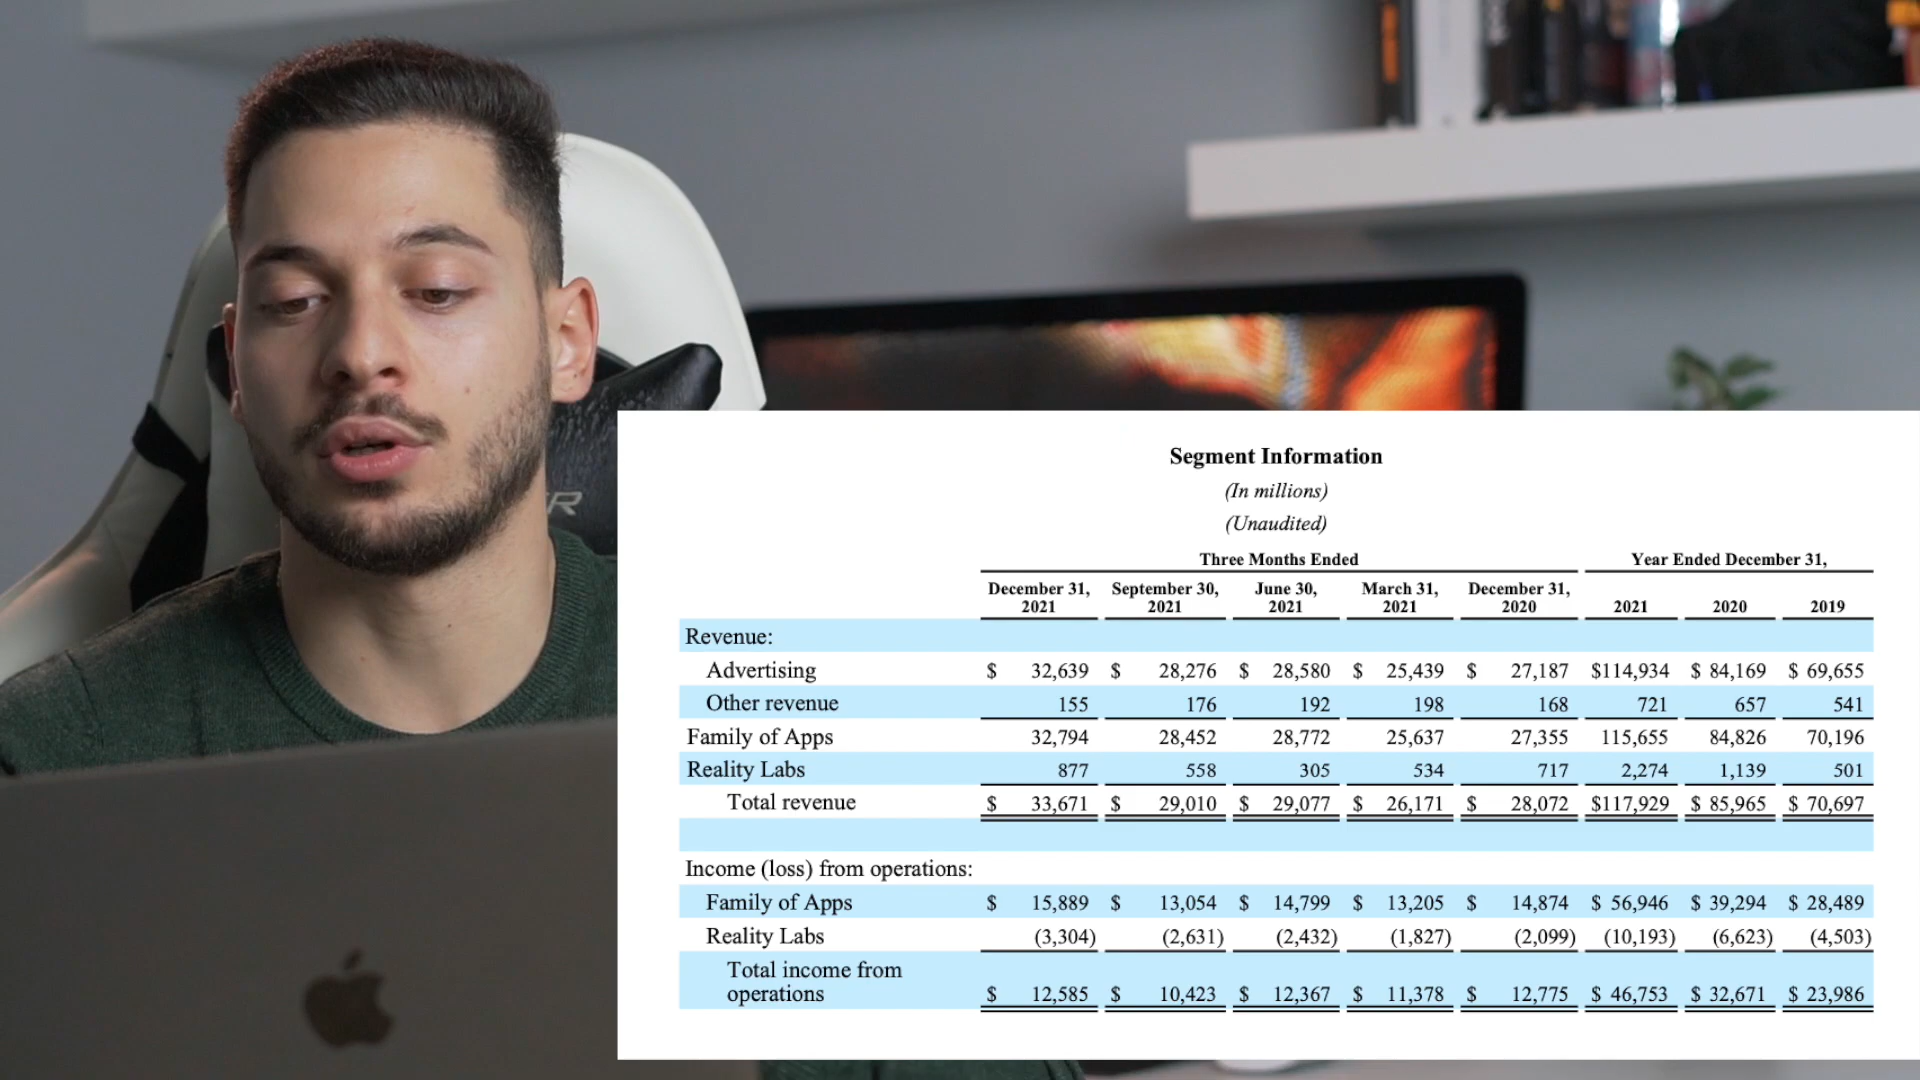 R
Segment Information
(In millions)
(Unaudited)
Three Months Ended Year Ended December 31,
December 31, 2021 September 30, 2021 June 30, 2021 March 31, 2021 December 31, 2020 2021 2020 2019
Revenue:
Advertising $ 32,639 $ 28,276 $ 28,580 $ 25,439 $ 27,187 $114,934 $ 84,169 $ 69,655
Other revenue 155 176 192 198 168 721 657 541
Family of Apps 32,794 28,452 28,772 25,637 27,355 115,655 84,826 70,196
Reality Labs 877 558 305 534 717 2,274 1,139 501
Total revenue $ 33,671 $ 29,010 $ 29,077 $ 26,171 $ 28,072 $117,929 $ 85,965 $ 70,697
Income (loss) from operations:
Family of Apps $ 15,889 $ 13,054 $ 14,799 $ 13,205 $ 14,874 $ 56,946 $ 39,294 $ 28,489
Reality Labs (3,304) (2,631) (2,432) (1,827) (2,099) (10,193) (6,623) (4,503)
Total income from
operations $ 12,585 $ 10,423 $ 12,367 $ 11,378 $ 12,775 $ 46,753 $ 32,671 $ 23,986